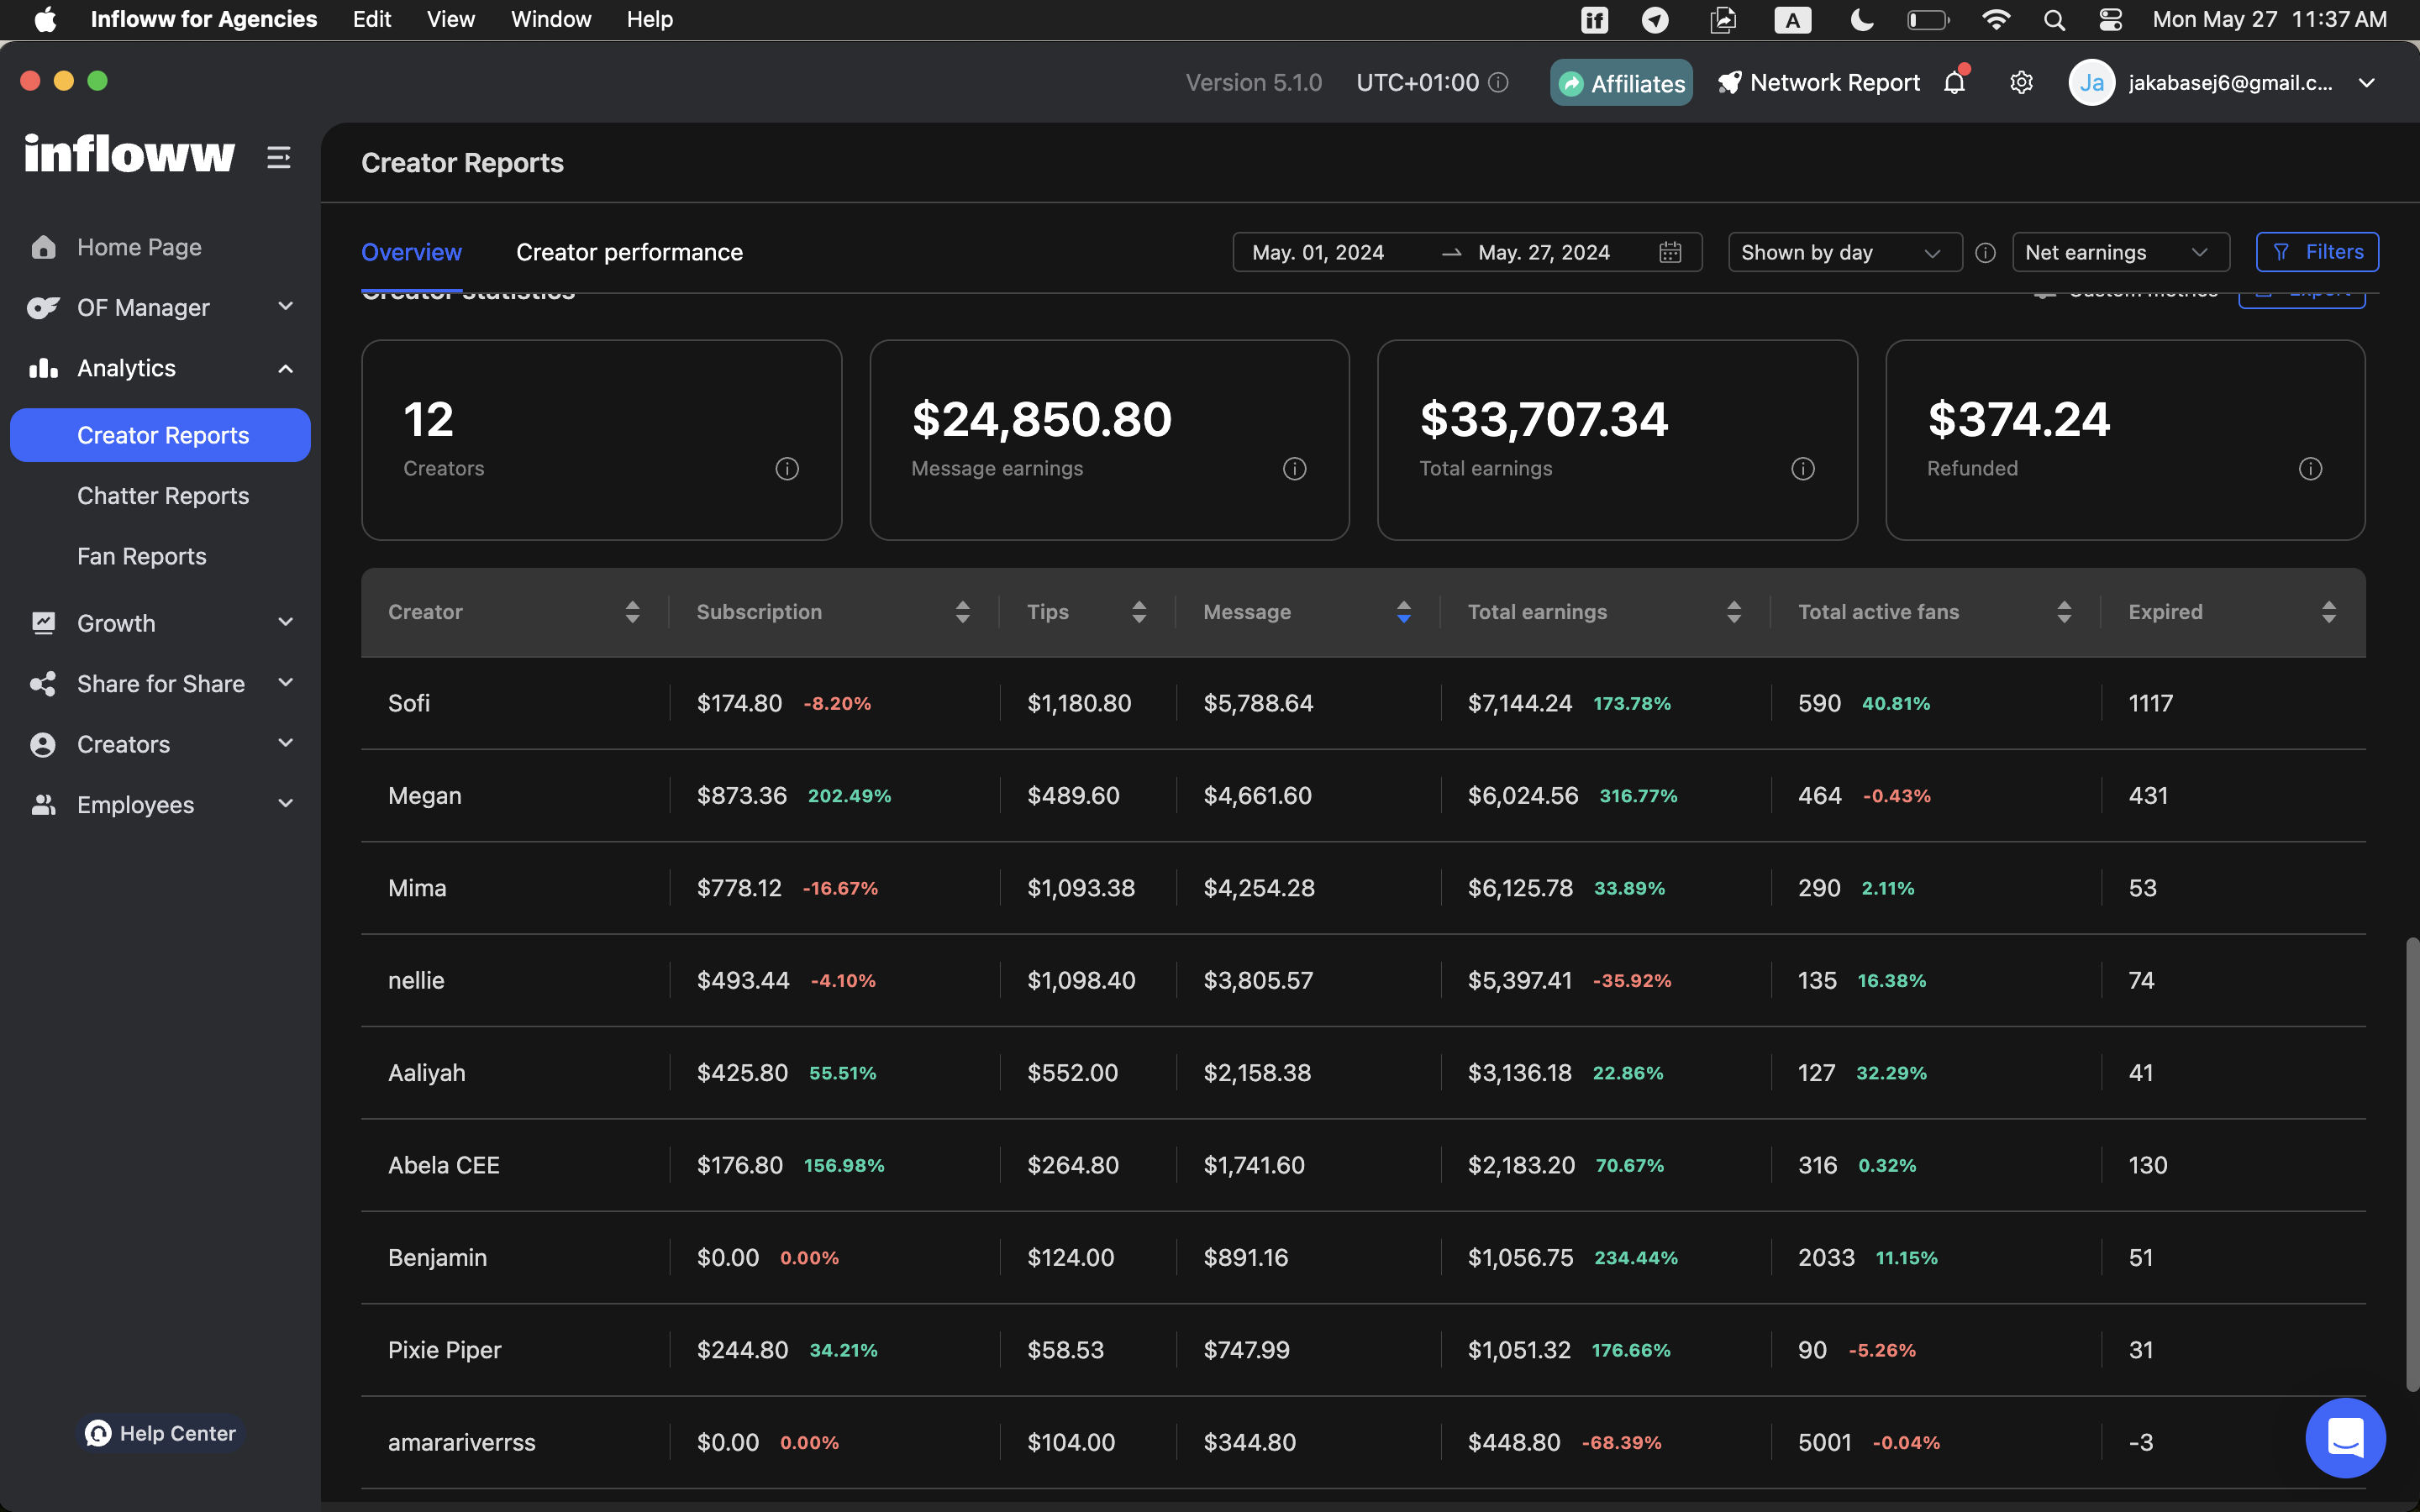 Infloww for Agencies Edit View Window Help if A Mon May 27 11:37 AM
Version 5.1.0 UTC+01:00 Affiliates Network Report Ja jakabasej6@gmail.c...
infloww
Creator Reports
Home Page
OF Manager
Analytics
Creator Reports
Chatter Reports
Fan Reports
Growth
Share for Share
Creators
Employees
Help Center
Overview Creator performance May. 01, 2024 May. 27, 2024 Shown by day Net earnings Filters
Creator statistics Custom metrics Export
12 $24,850.80 $33,707.34 $374.24
Creators Message earnings Total earnings Refunded
Creator Subscription Tips Message Total earnings Total active fans Expired
Sofi $174.80 -8.20% $1,180.80 $5,788.64 $7,144.24 173.78% 590 40.81% 1117
Megan $873.36 202.49% $489.60 $4,661.60 $6,024.56 316.77% 464 -0.43% 431
Mima $778.12 -16.67% $1,093.38 $4,254.28 $6,125.78 33.89% 290 2.11% 53
nellie $493.44 -4.10% $1,098.40 $3,805.57 $5,397.41 -35.92% 135 16.38% 74
Aaliyah $425.80 55.51% $552.00 $2,158.38 $3,136.18 22.86% 127 32.29% 41
Abela CEE $176.80 156.98% $264.80 $1,741.60 $2,183.20 70.67% 316 0.32% 130
Benjamin $0.00 0.00% $124.00 $891.16 $1,056.75 234.44% 2033 11.15% 51
Pixie Piper $244.80 34.21% $58.53 $747.99 $1,051.32 176.66% 90 -5.26% 31
amarariverrss $0.00 0.00% $104.00 $344.80 $448.80 -68.39% 5001 -0.04% -3